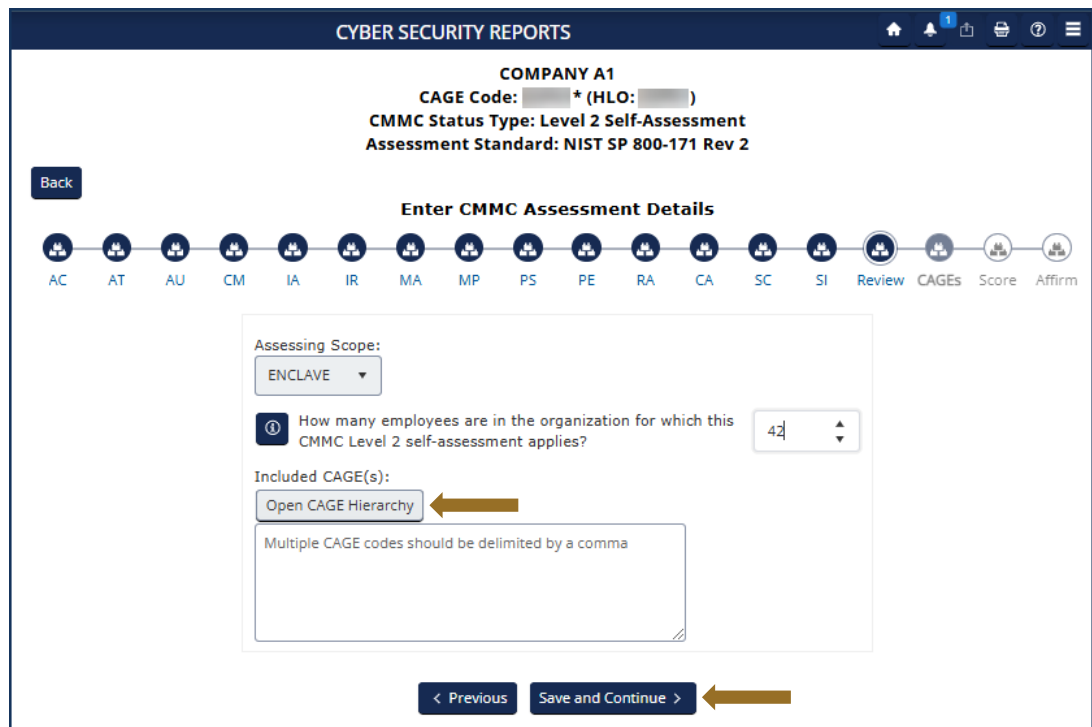 CYBER SECURITY REPORTS
1
COMPANY A1
CAGE Code: * (HLO: )
CMMC Status Type: Level 2 Self-Assessment
Assessment Standard: NIST SP 800-171 Rev 2
Back
Enter CMMC Assessment Details
AC AT AU CM IA IR MA MP PS PE RA CA SC SI Review CAGEs Score Affirm
Assessing Scope:
ENCLAVE
How many employees are in the organization for which this
CMMC Level 2 self-assessment applies?
42
Included CAGE(s):
Open CAGE Hierarchy
Multiple CAGE codes should be delimited by a comma
< Previous Save and Continue >